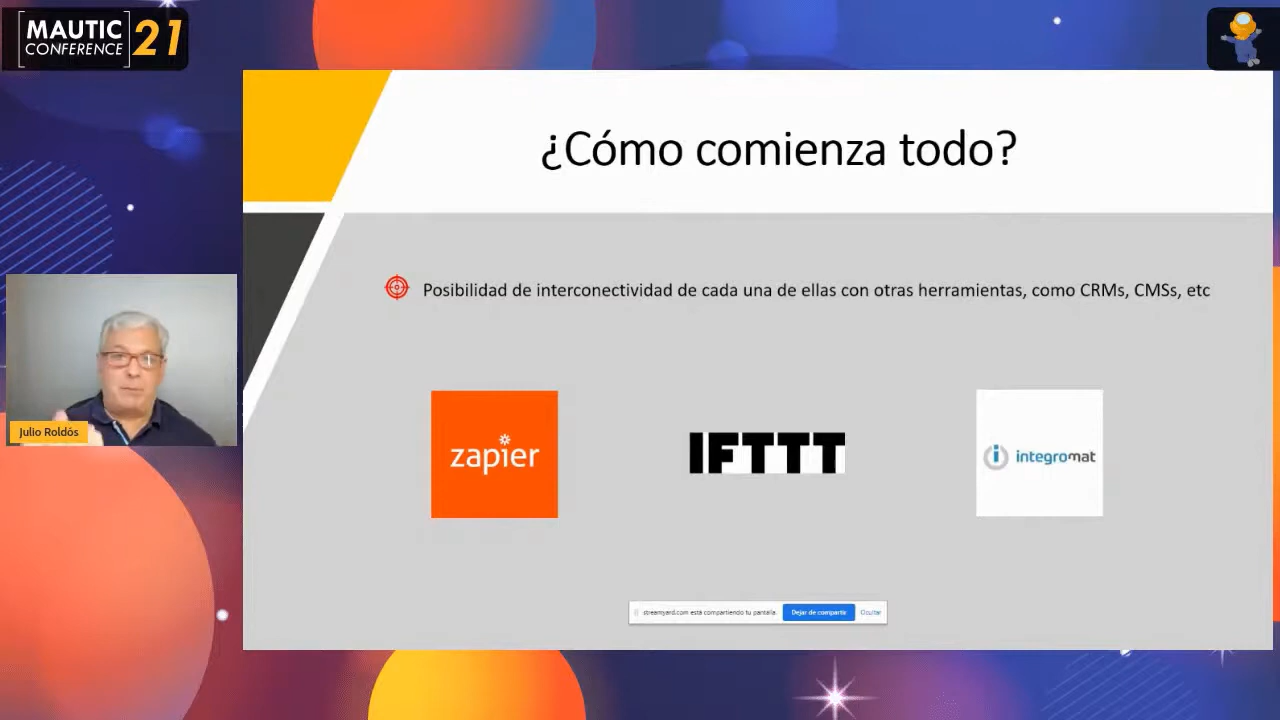 MAUTIC
CONFERENCE
21
¿Cómo comienza todo?
Posibilidad de interconectividad de cada una de ellas con otras herramientas, como CRMs, CMSs, etc
zapier
IFTTT
integromat
Julio Roldós
streamyard.com está compartiendo tu pantalla.
Dejar de compartir
Ocultar